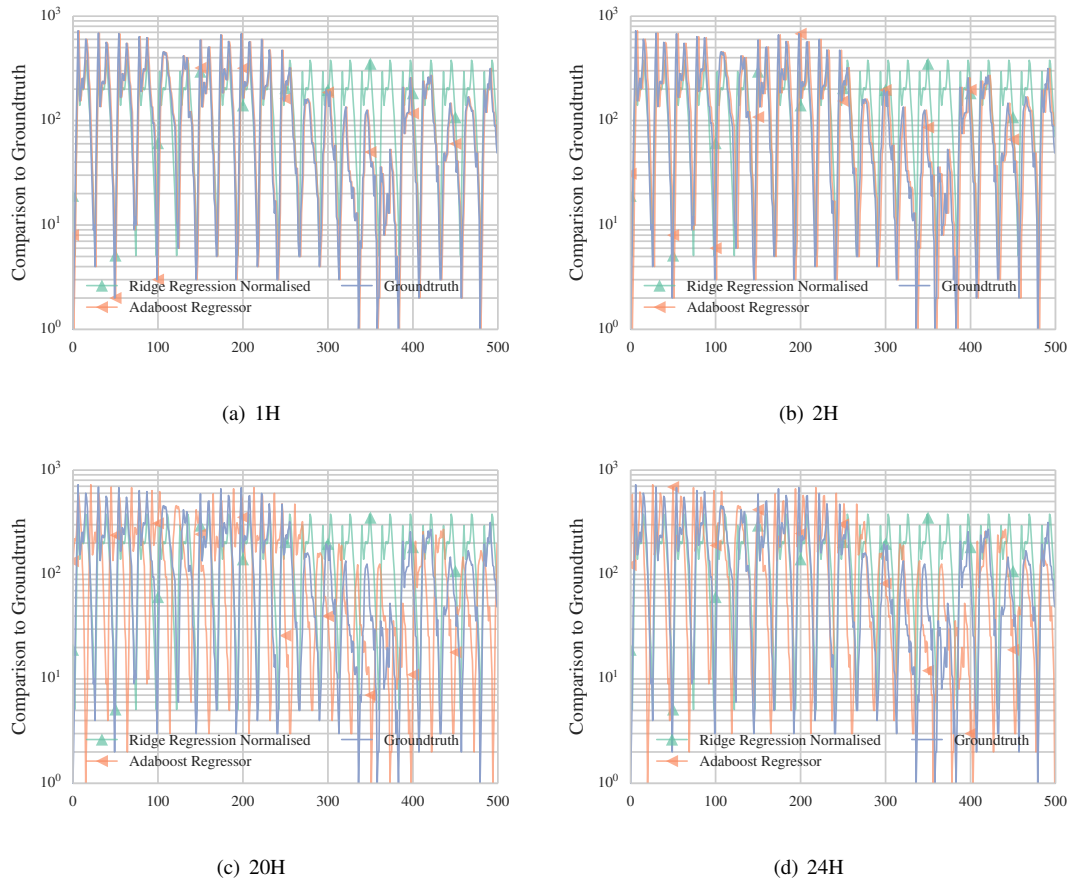 10³
10²
10¹
10⁰
Comparison to Groundtruth
Ridge Regression Normalised
Groundtruth
Adaboost Regressor
0 100 200 300 400 500
(a) 1H
10³
10²
10¹
10⁰
Comparison to Groundtruth
Ridge Regression Normalised
Groundtruth
Adaboost Regressor
0 100 200 300 400 500
(b) 2H
10³
10²
10¹
10⁰
Comparison to Groundtruth
Ridge Regression Normalised
Groundtruth
Adaboost Regressor
0 100 200 300 400 500
(c) 20H
10³
10²
10¹
10⁰
Comparison to Groundtruth
Ridge Regression Normalised
Groundtruth
Adaboost Regressor
0 100 200 300 400 500
(d) 24H